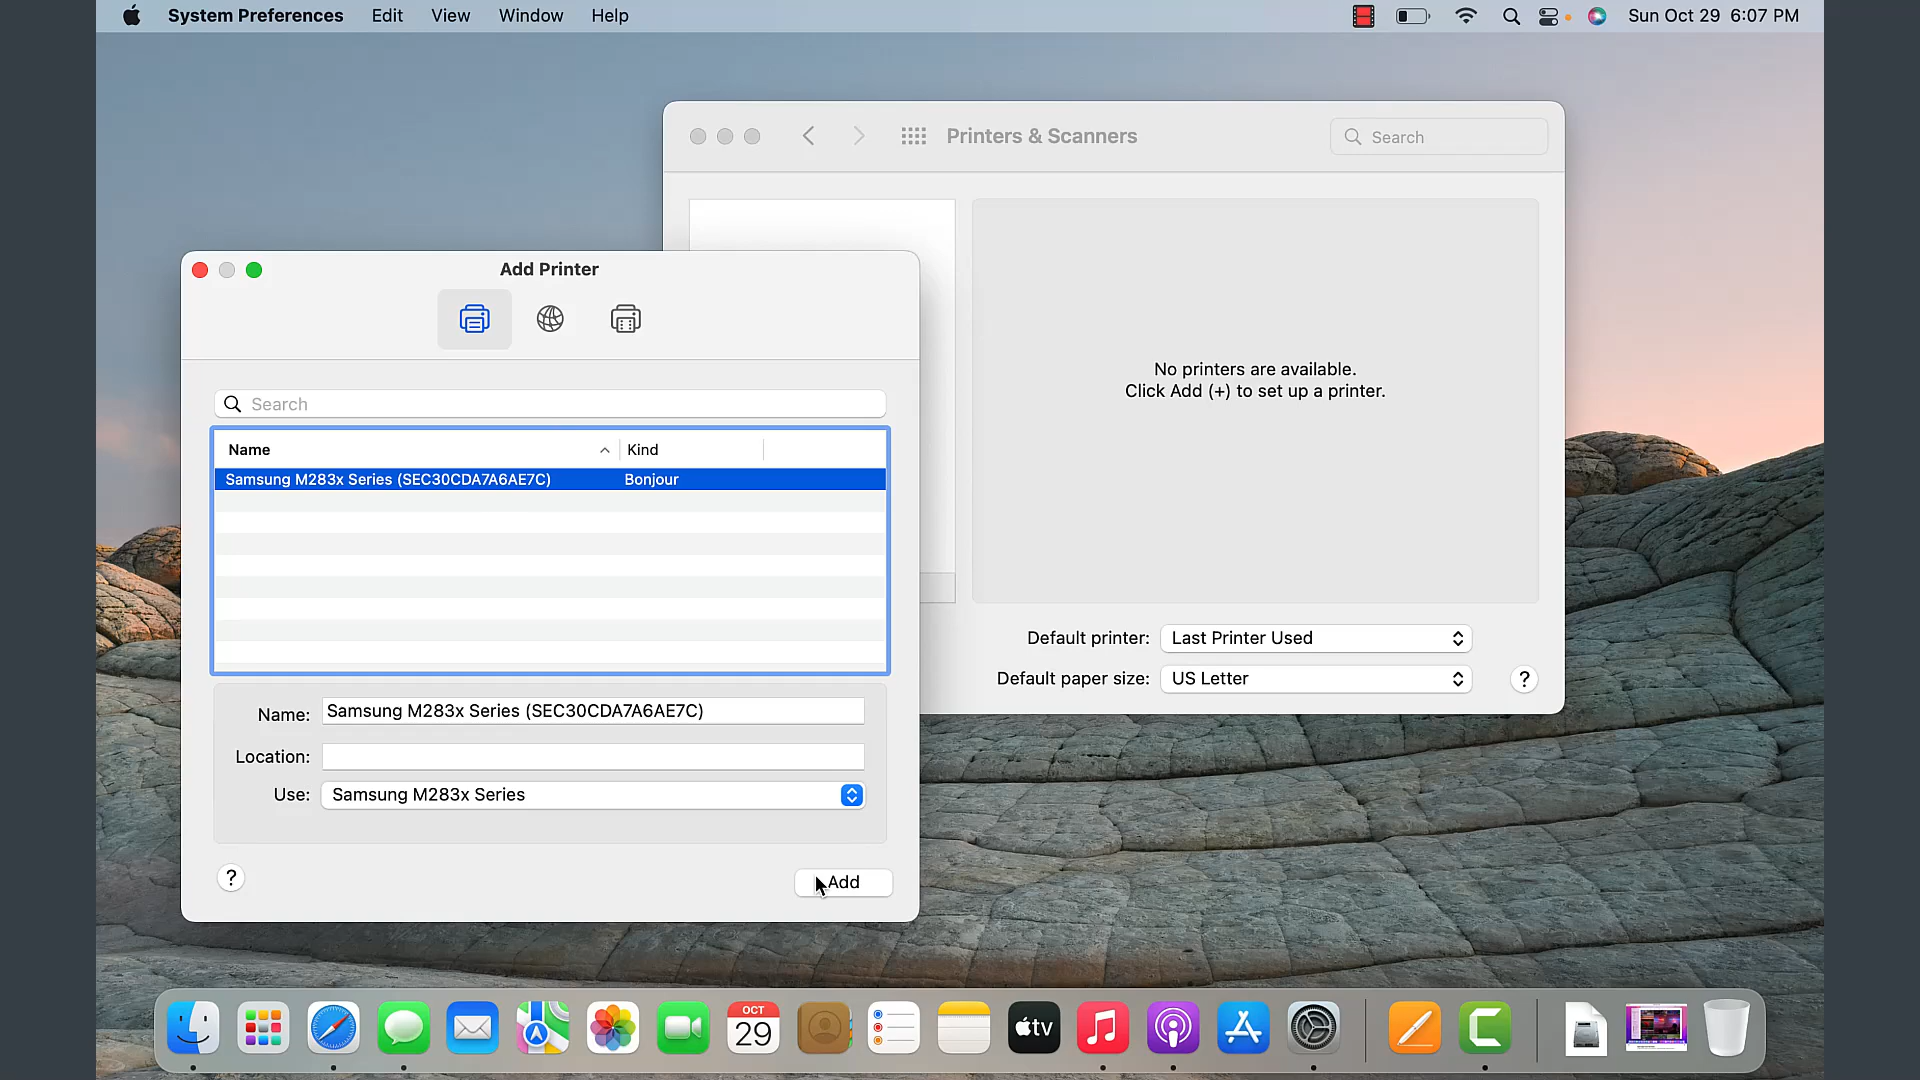 System Preferences Edit View Window Help
Sun Oct 29 6:07 PM
Printers & Scanners
Search
No printers are available.
Click Add (+) to set up a printer.
Default printer: Last Printer Used
Default paper size: US Letter
?
Add Printer
Search
Name Kind
Samsung M283x Series (SEC30CDA7A6AE7C) Bonjour
Name: Samsung M283x Series (SEC30CDA7A6AE7C)
Location:
Use: Samsung M283x Series
?
Add
OCT
29
tv